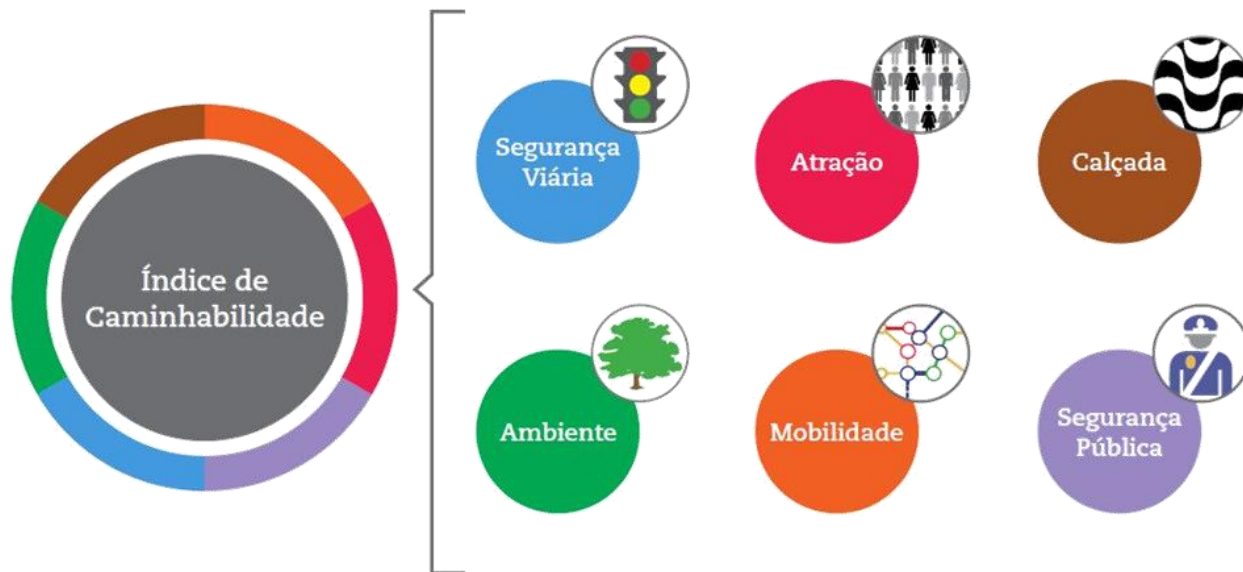 Índice de
Caminhabilidade
Segurança
Viária
Atração
Calçada
Ambiente
Mobilidade
Segurança
Pública